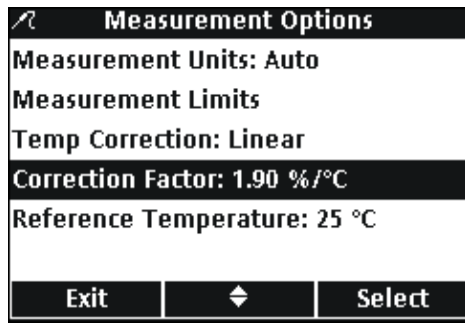 Measurement Options
Measurement Units: Auto
Measurement Limits
Temp Correction: Linear
Correction Factor: 1.90 %/°C
Reference Temperature: 25 °C
Exit Select